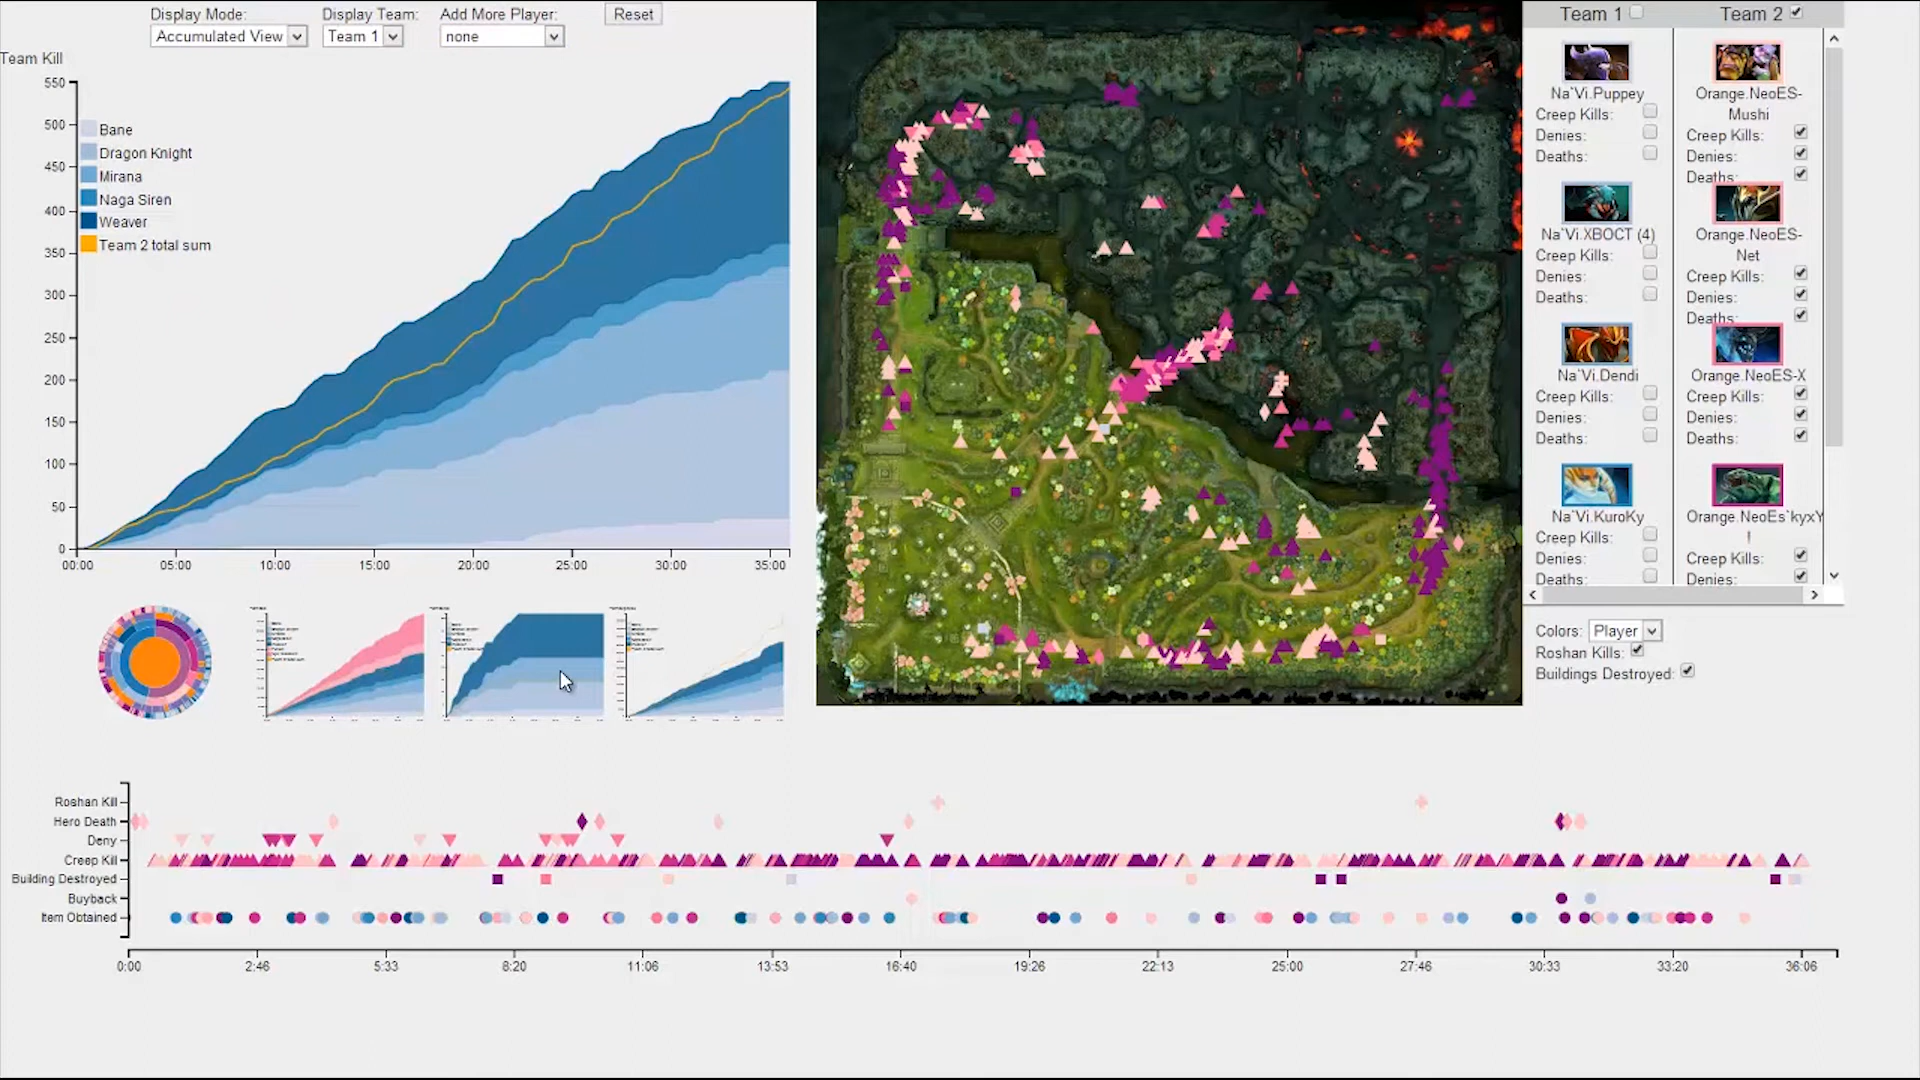 Display Mode: Display Team: Add More Player: Reset
Accumulated View Team 1 none
Team Kill
550
500
450
400
350
300
250
200
150
100
50
0
Bane
Dragon Knight
Mirana
Naga Siren
Weaver
Team 2 total sum
00:00 05:00 10:00 15:00 20:00 25:00 30:00 35:00
Team 1 Team 2
Na`Vi.Puppey
Creep Kills:
Denies:
Deaths:
Na`Vi.XBOCT (4)
Creep Kills:
Denies:
Deaths:
Na`Vi.Dendi
Creep Kills:
Denies:
Deaths:
Na`Vi.KuroKy
Creep Kills:
Denies:
Deaths:
Orange.NeoES-
Mushi
Creep Kills:
Denies:
Deaths:
Orange.NeoES-
Net
Creep Kills:
Denies:
Deaths:
Orange.NeoES-X
Creep Kills:
Denies:
Deaths:
Orange.NeoEs`kyxY
!
Creep Kills:
Denies:
Colors: Player
Roshan Kills:
Buildings Destroyed:
Roshan Kill
Hero Death
Deny
Creep Kill
Building Destroyed
Buyback
Item Obtained
0:00 2:46 5:33 8:20 11:06 13:53 16:40 19:26 22:13 25:00 27:46 30:33 33:20 36:06